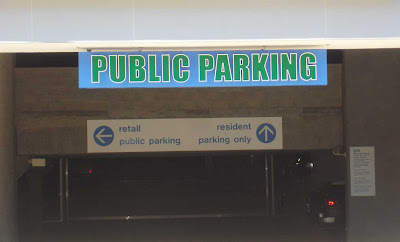 PUBLIC PARKING
retail
public parking
resident
parking only